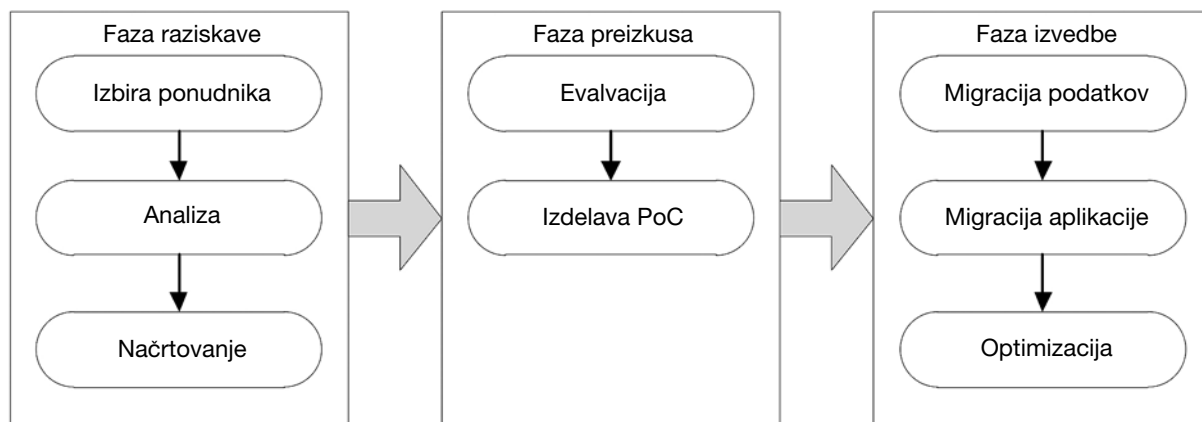 Faza raziskave
Izbira ponudnika
Analiza
Načrtovanje
Faza preizkusa
Evalvacija
Izdelava PoC
Faza izvedbe
Migracija podatkov
Migracija aplikacije
Optimizacija